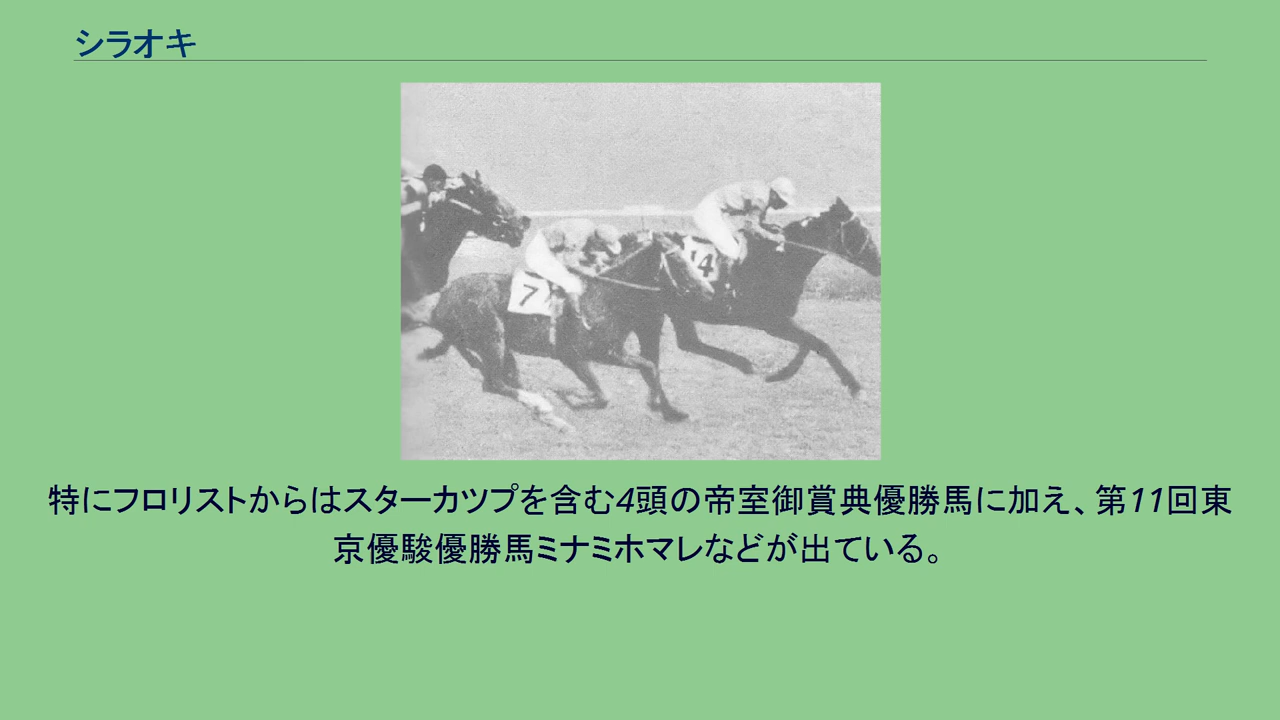 シラオキ
7
14
特にフロリストからはスターカツプを含む4頭の帝室御賞典優勝馬に加え、第11回東
京優駿優勝馬ミナミホマレなどが出ている。